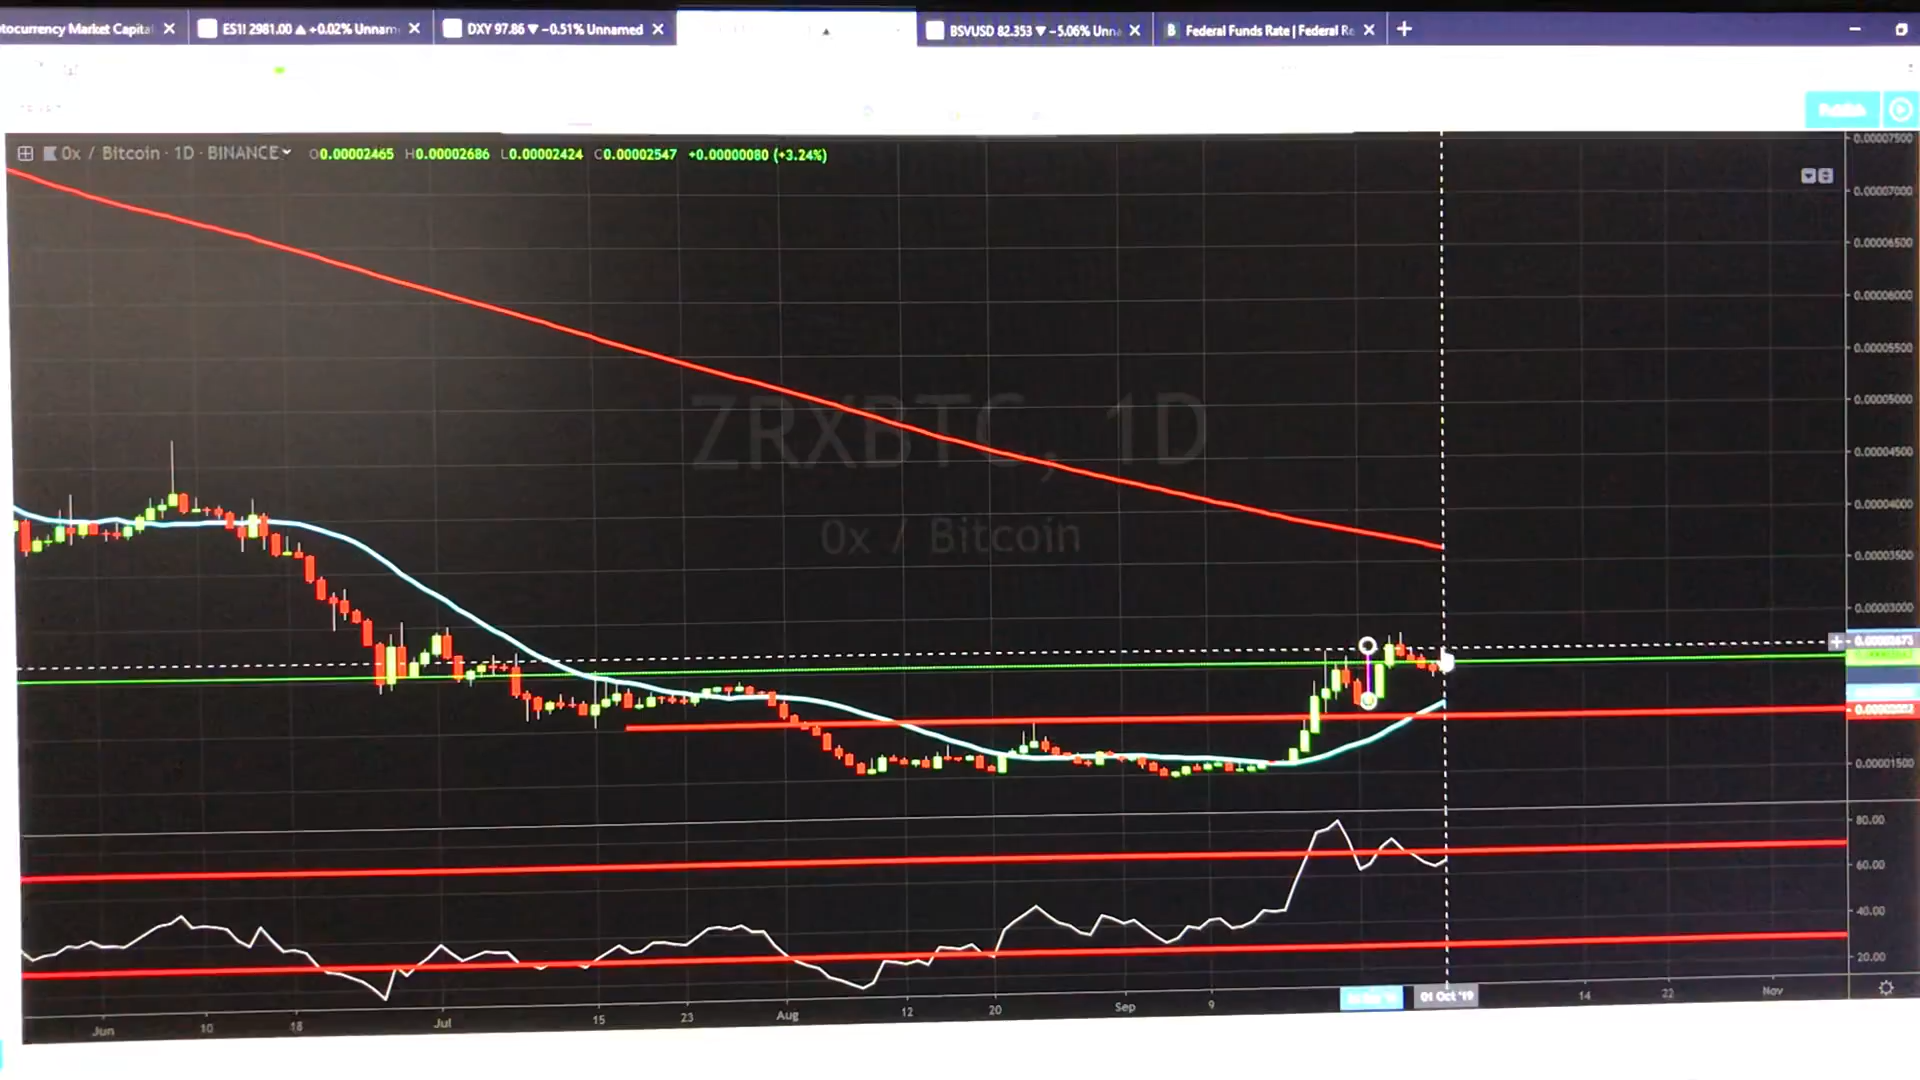 tocurrency Market Capita
ES1! 2981.00 ▲ +0.02% Unnam
DXY 97.86 ▼ −0.51% Unnamed
BSVUSD 82.353 ▼ −5.06% Unn
B Federal Funds Rate | Federal Re
Publish
0x / Bitcoin · 1D · BINANCE
O0.00002465 H0.00002686 L0.00002424 C0.00002547 +0.00000080 (+3.24%)
ZRXBTC, 1D
0x / Bitcoin
0.00007500
0.00007000
0.00006500
0.00006000
0.00005500
0.00005000
0.00004500
0.00004000
0.00003500
0.00003000
0.00002673
0.00001500
80.00
60.00
40.00
20.00
Jun 10 18 Jul 15 23 Aug 12 20 Sep 9 01 Oct '19 14 22 Nov